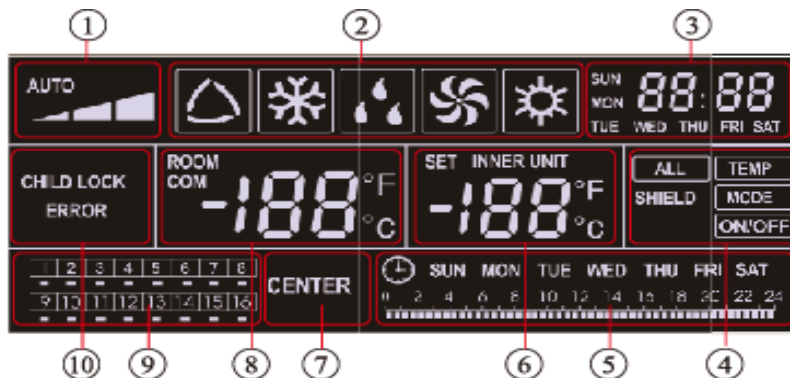 ① ② ③
AUTO
SUN
MON
88:88
TUE WED THU FRI SAT
CHILD LOCK
ERROR
ROOM
COM
-188 °F
°C
SET INNER UNIT
-188 °F
°C
ALL
SHIELD
TEMP
MODE
ON/OFF
1 2 3 4 5 6 7 8
9 10 11 12 13 14 15 16
CENTER
SUN MON TUE WED THU FRI SAT
0 2 4 6 8 10 12 14 16 18 20 22 24
⑩ ⑨ ⑧ ⑦ ⑥ ⑤ ④